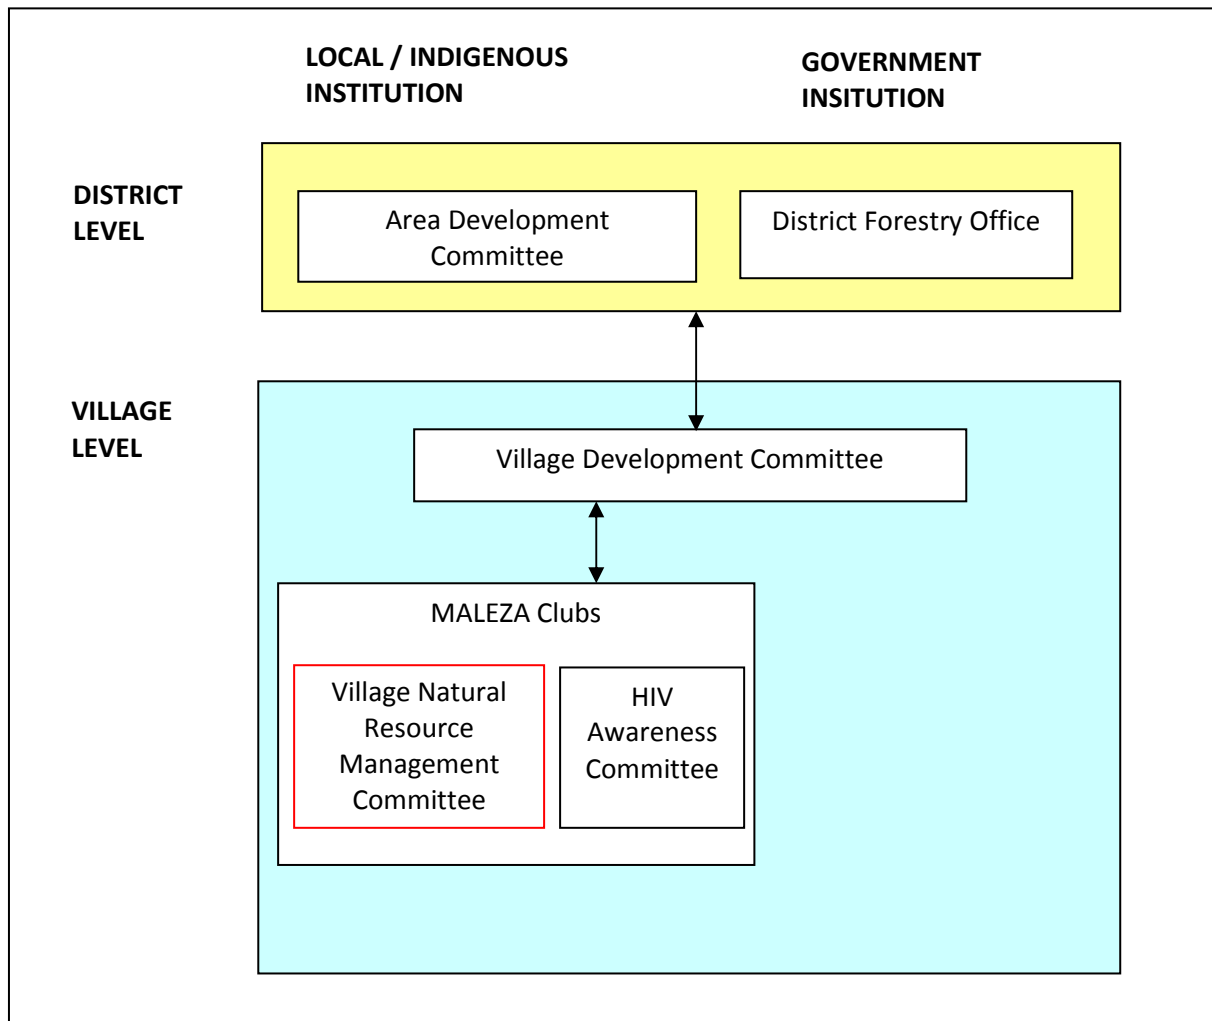 LOCAL / INDIGENOUS
INSTITUTION
GOVERNMENT
INSITUTION
DISTRICT
LEVEL
Area Development
Committee
District Forestry Office
VILLAGE
LEVEL
Village Development Committee
MALEZA Clubs
Village Natural
Resource
Management
Committee
HIV
Awareness
Committee